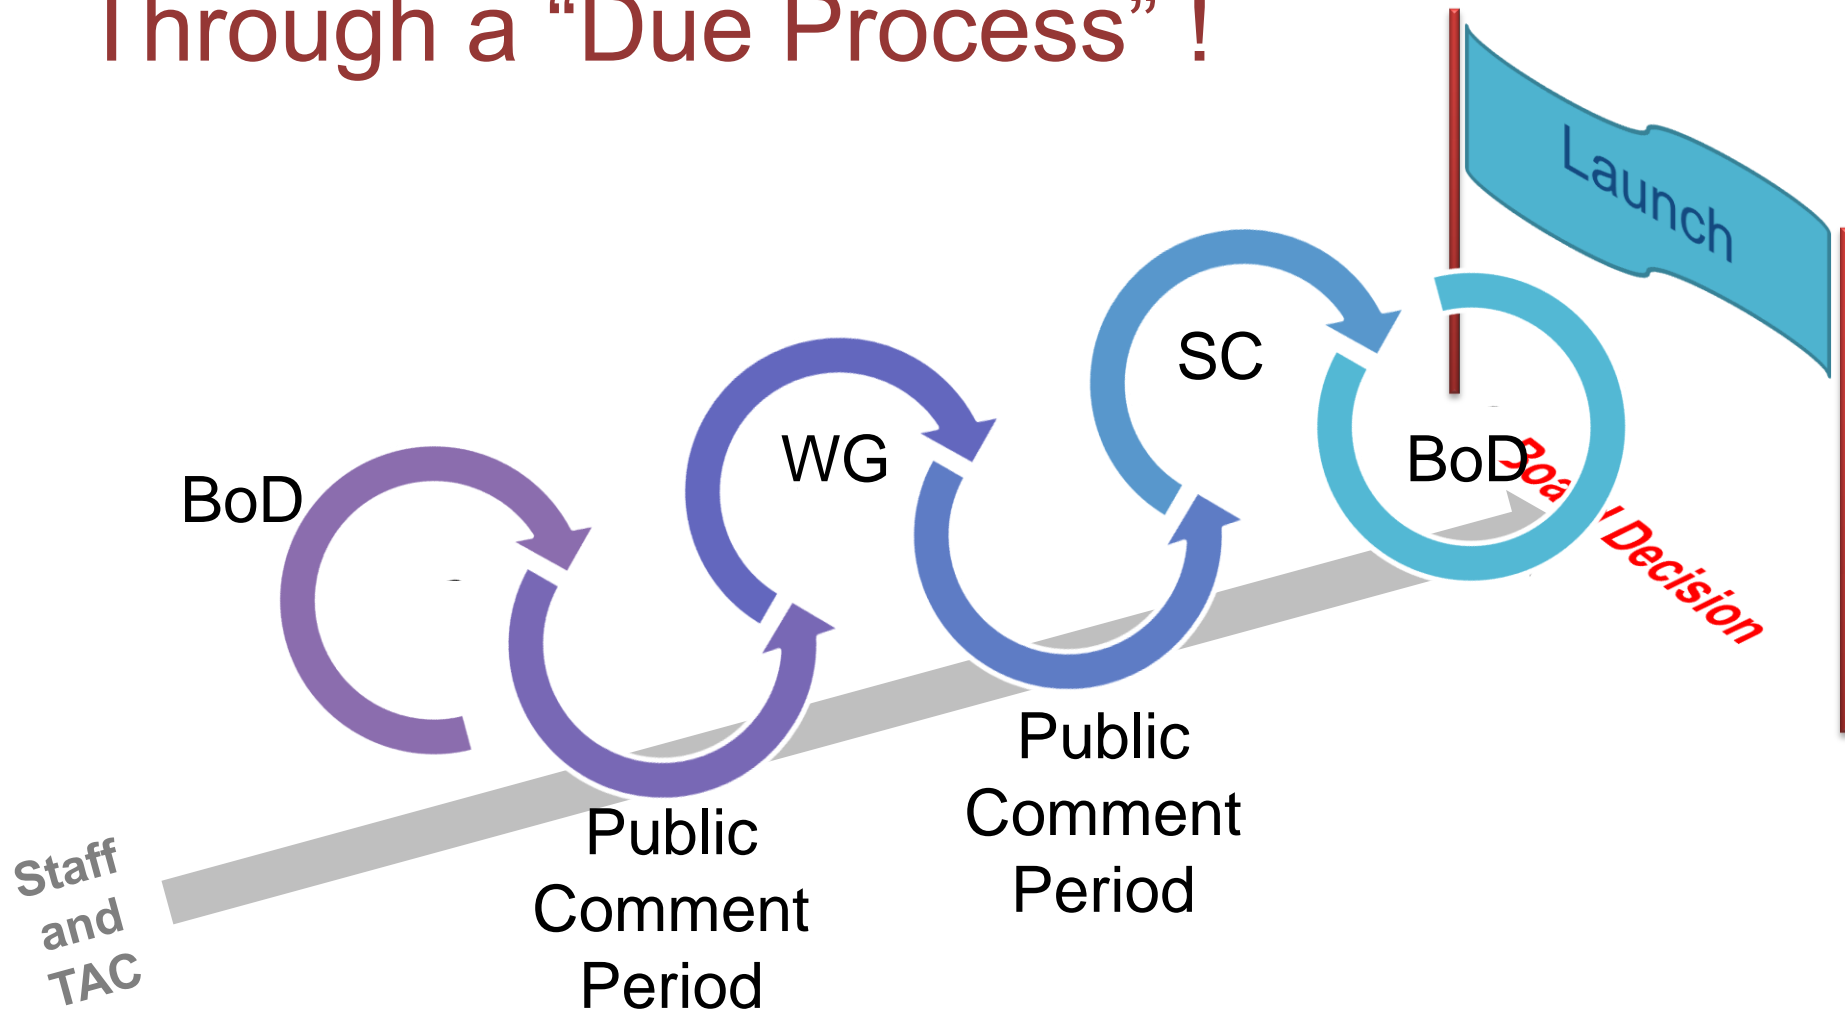 Through a “Due Process” !
Launch
SC
WG
BoD
BoD
Decision
Public
Comment
Period
Public
Comment
Period
Staff
and
TAC